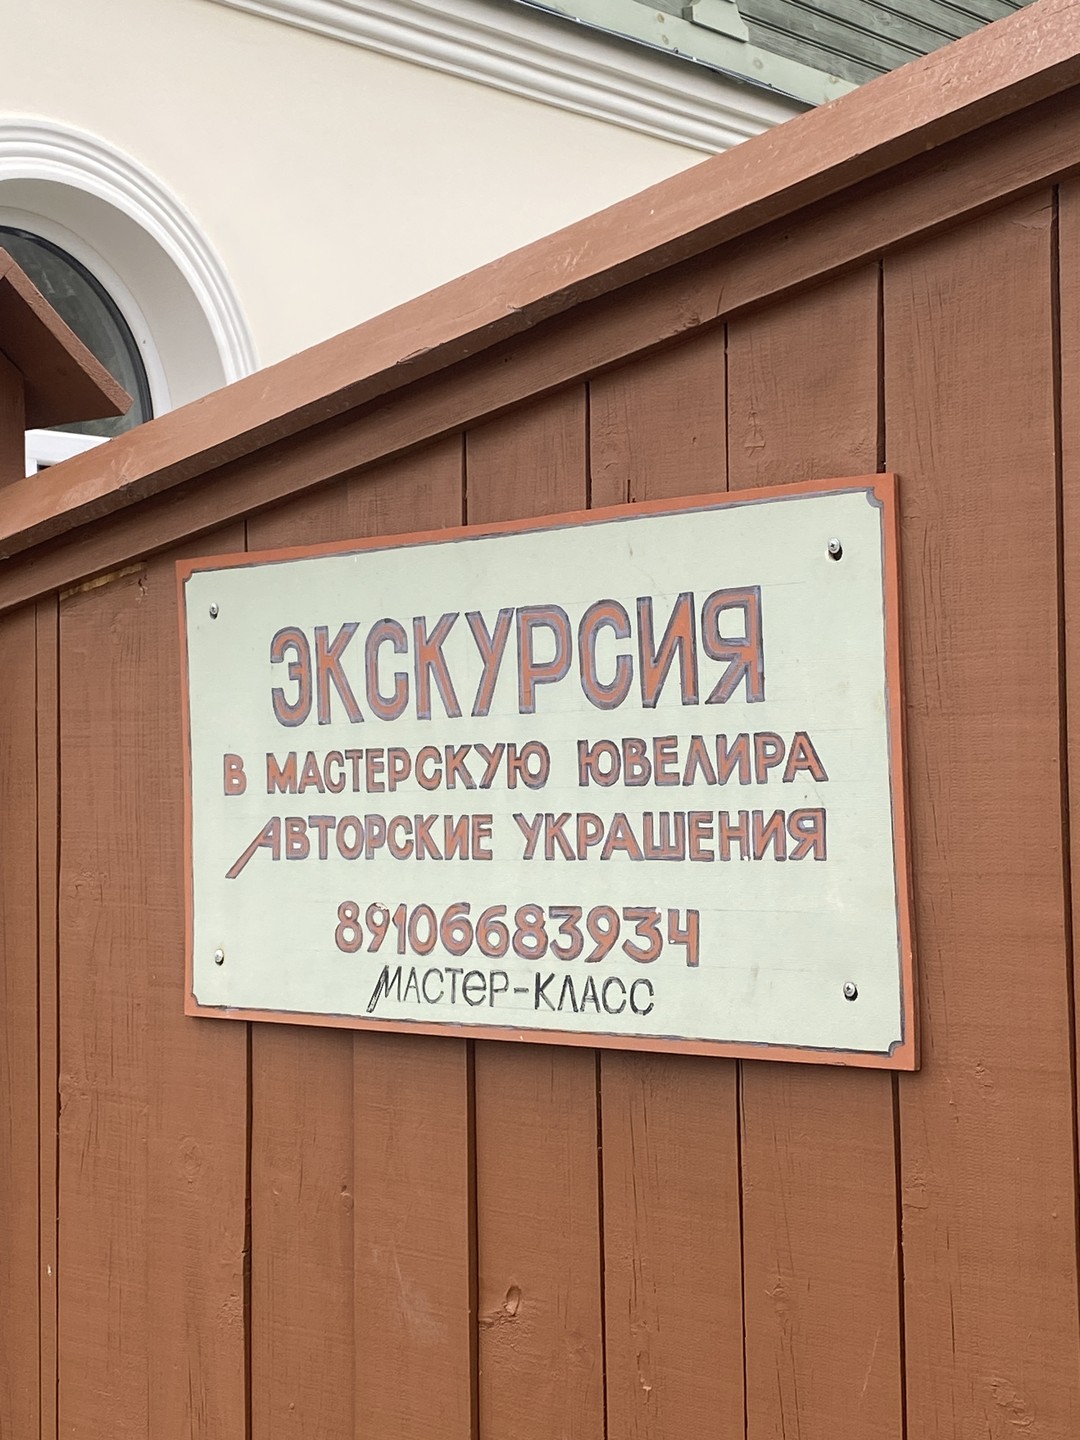 ЭКСКУРСИЯ
В МАСТЕРСКУЮ ЮВЕЛИРА
АВТОРСКИЕ УКРАШЕНИЯ
89106683934
МАСТЕР-КЛАСС